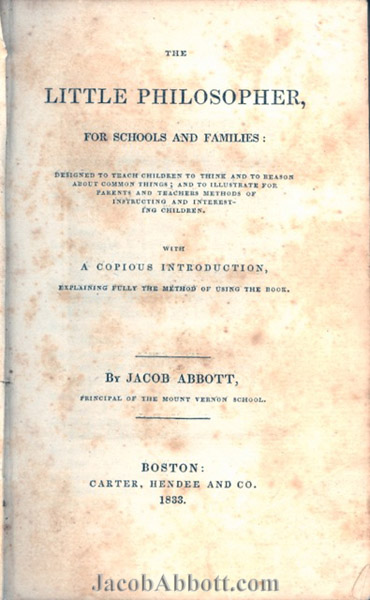 THE
LITTLE PHILOSOPHER,
FOR SCHOOLS AND FAMILIES:
DESIGNED TO TEACH CHILDREN TO THINK AND TO REASON
ABOUT COMMON THINGS; AND TO ILLUSTRATE FOR
PARENTS AND TEACHERS METHODS OF
INSTRUCTING AND INTEREST-
ING CHILDREN.
WITH
A COPIOUS INTRODUCTION,
EXPLAINING FULLY THE METHOD OF USING THE BOOK.
BY JACOB ABBOTT,
PRINCIPAL OF THE MOUNT VERNON SCHOOL.
BOSTON:
CARTER, HENDEE AND CO.
1833.
JacobAbbott.com